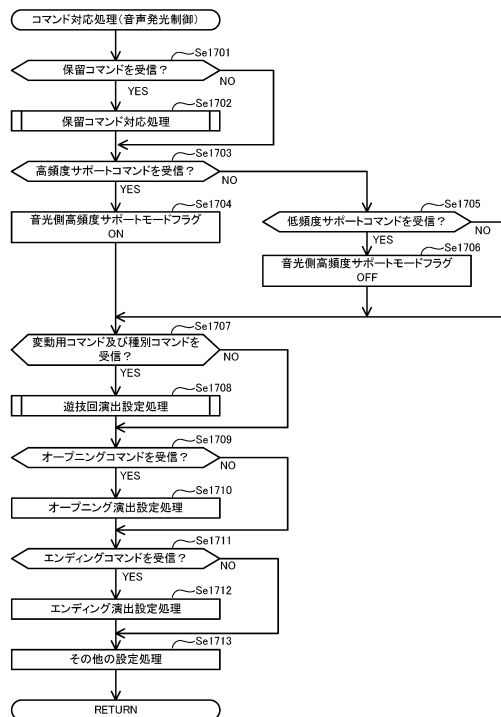 コマンド対応処理(音声発光制御)
Se1701
保留コマンドを受信?
NO
YES
Se1702
保留コマンド対応処理
Se1703
高頻度サポートコマンドを受信?
NO
YES
Se1704
音光側高頻度サポートモードフラグ
ON
Se1705
低頻度サポートコマンドを受信?
NO
YES
Se1706
音光側高頻度サポートモードフラグ
OFF
Se1707
変動用コマンド及び種別コマンドを
受信?
NO
YES
Se1708
遊技回演出設定処理
Se1709
オープニングコマンドを受信?
NO
YES
Se1710
オープニング演出設定処理
Se1711
エンディングコマンドを受信?
NO
YES
Se1712
エンディング演出設定処理
Se1713
その他の設定処理
RETURN